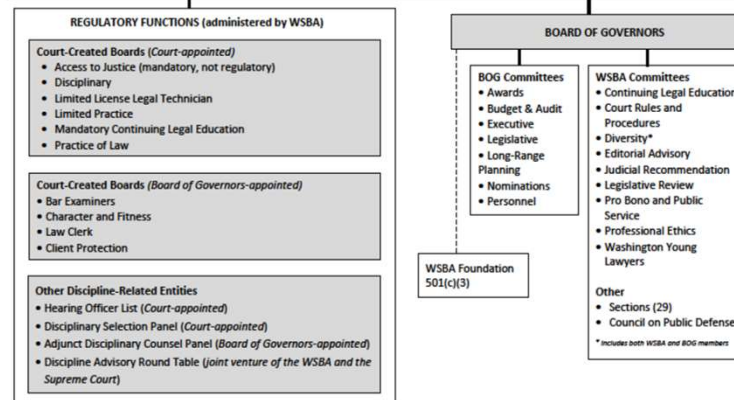 REGULATORY FUNCTIONS (administered by WSBA)
Court-Created Boards (Court-appointed)
• Access to Justice (mandatory, not regulatory)
• Disciplinary
• Limited License Legal Technician
• Limited Practice
• Mandatory Continuing Legal Education
• Practice of Law
Court-Created Boards (Board of Governors-appointed)
• Bar Examiners
• Character and Fitness
• Law Clerk
• Client Protection
Other Discipline-Related Entities
• Hearing Officer List (Court-appointed)
• Disciplinary Selection Panel (Court-appointed)
• Adjunct Disciplinary Counsel Panel (Board of Governors-appointed)
• Discipline Advisory Round Table (joint venture of the WSBA and the
Supreme Court)
BOARD OF GOVERNORS
BOG Committees
• Awards
• Budget & Audit
• Executive
• Legislative
• Long-Range
Planning
• Nominations
• Personnel
WSBA Foundation
501(c)(3)
WSBA Committees
• Continuing Legal Education
• Court Rules and
Procedures
• Diversity*
• Editorial Advisory
• Judicial Recommendation
• Legislative Review
• Pro Bono and Public
Service
• Professional Ethics
• Washington Young
Lawyers
Other
• Sections (29)
• Council on Public Defense
* Includes both WSBA and BOG members